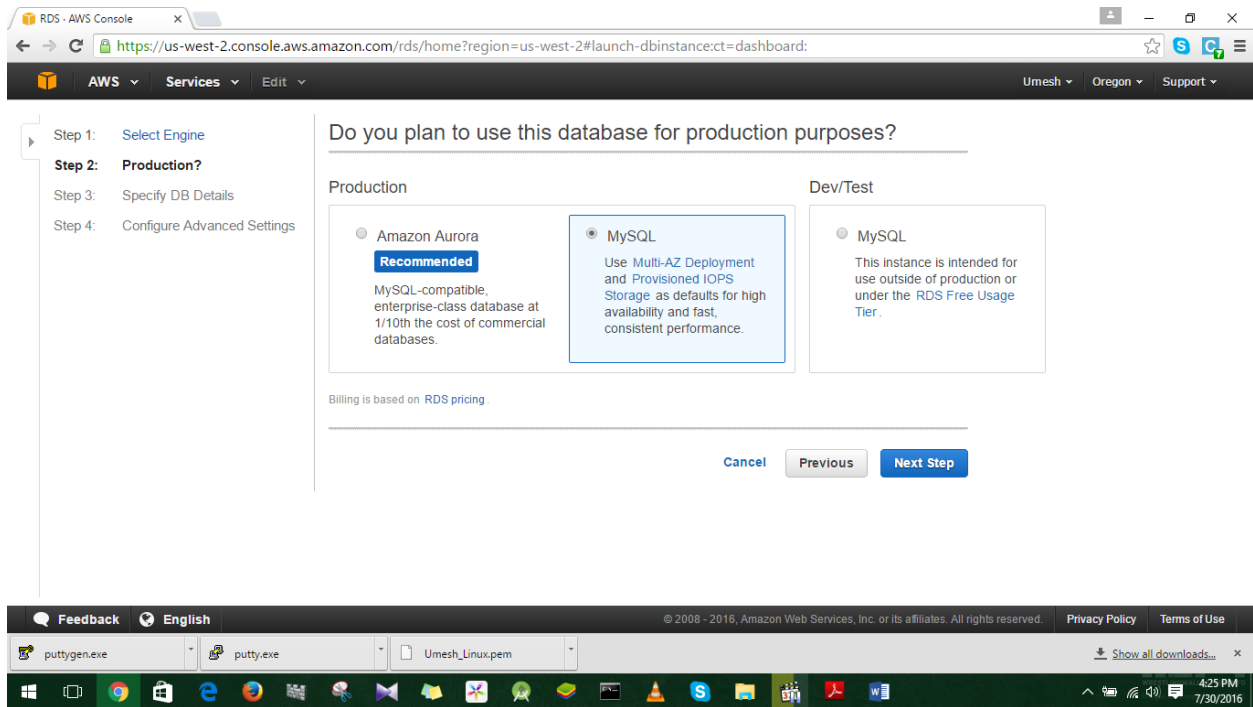 RDS - AWS Console
https://us-west-2.console.aws.amazon.com/rds/home?region=us-west-2#launch-dbinstance:ct=dashboard:
AWS Services Edit Umesh Oregon Support
Step 1: Select Engine
Step 2: Production?
Step 3: Specify DB Details
Step 4: Configure Advanced Settings
Do you plan to use this database for production purposes?
Production
Amazon Aurora
Recommended
MySQL-compatible,
enterprise-class database at
1/10th the cost of commercial
databases.
MySQL
Use Multi-AZ Deployment
and Provisioned IOPS
Storage as defaults for high
availability and fast,
consistent performance.
Dev/Test
MySQL
This instance is intended for
use outside of production or
under the RDS Free Usage
Tier.
Billing is based on RDS pricing.
Cancel Previous Next Step
Feedback English © 2008 - 2016, Amazon Web Services, Inc. or its affiliates. All rights reserved. Privacy Policy Terms of Use
puttygen.exe putty.exe Umesh_Linux.pem Show all downloads...
4:25 PM
7/30/2016